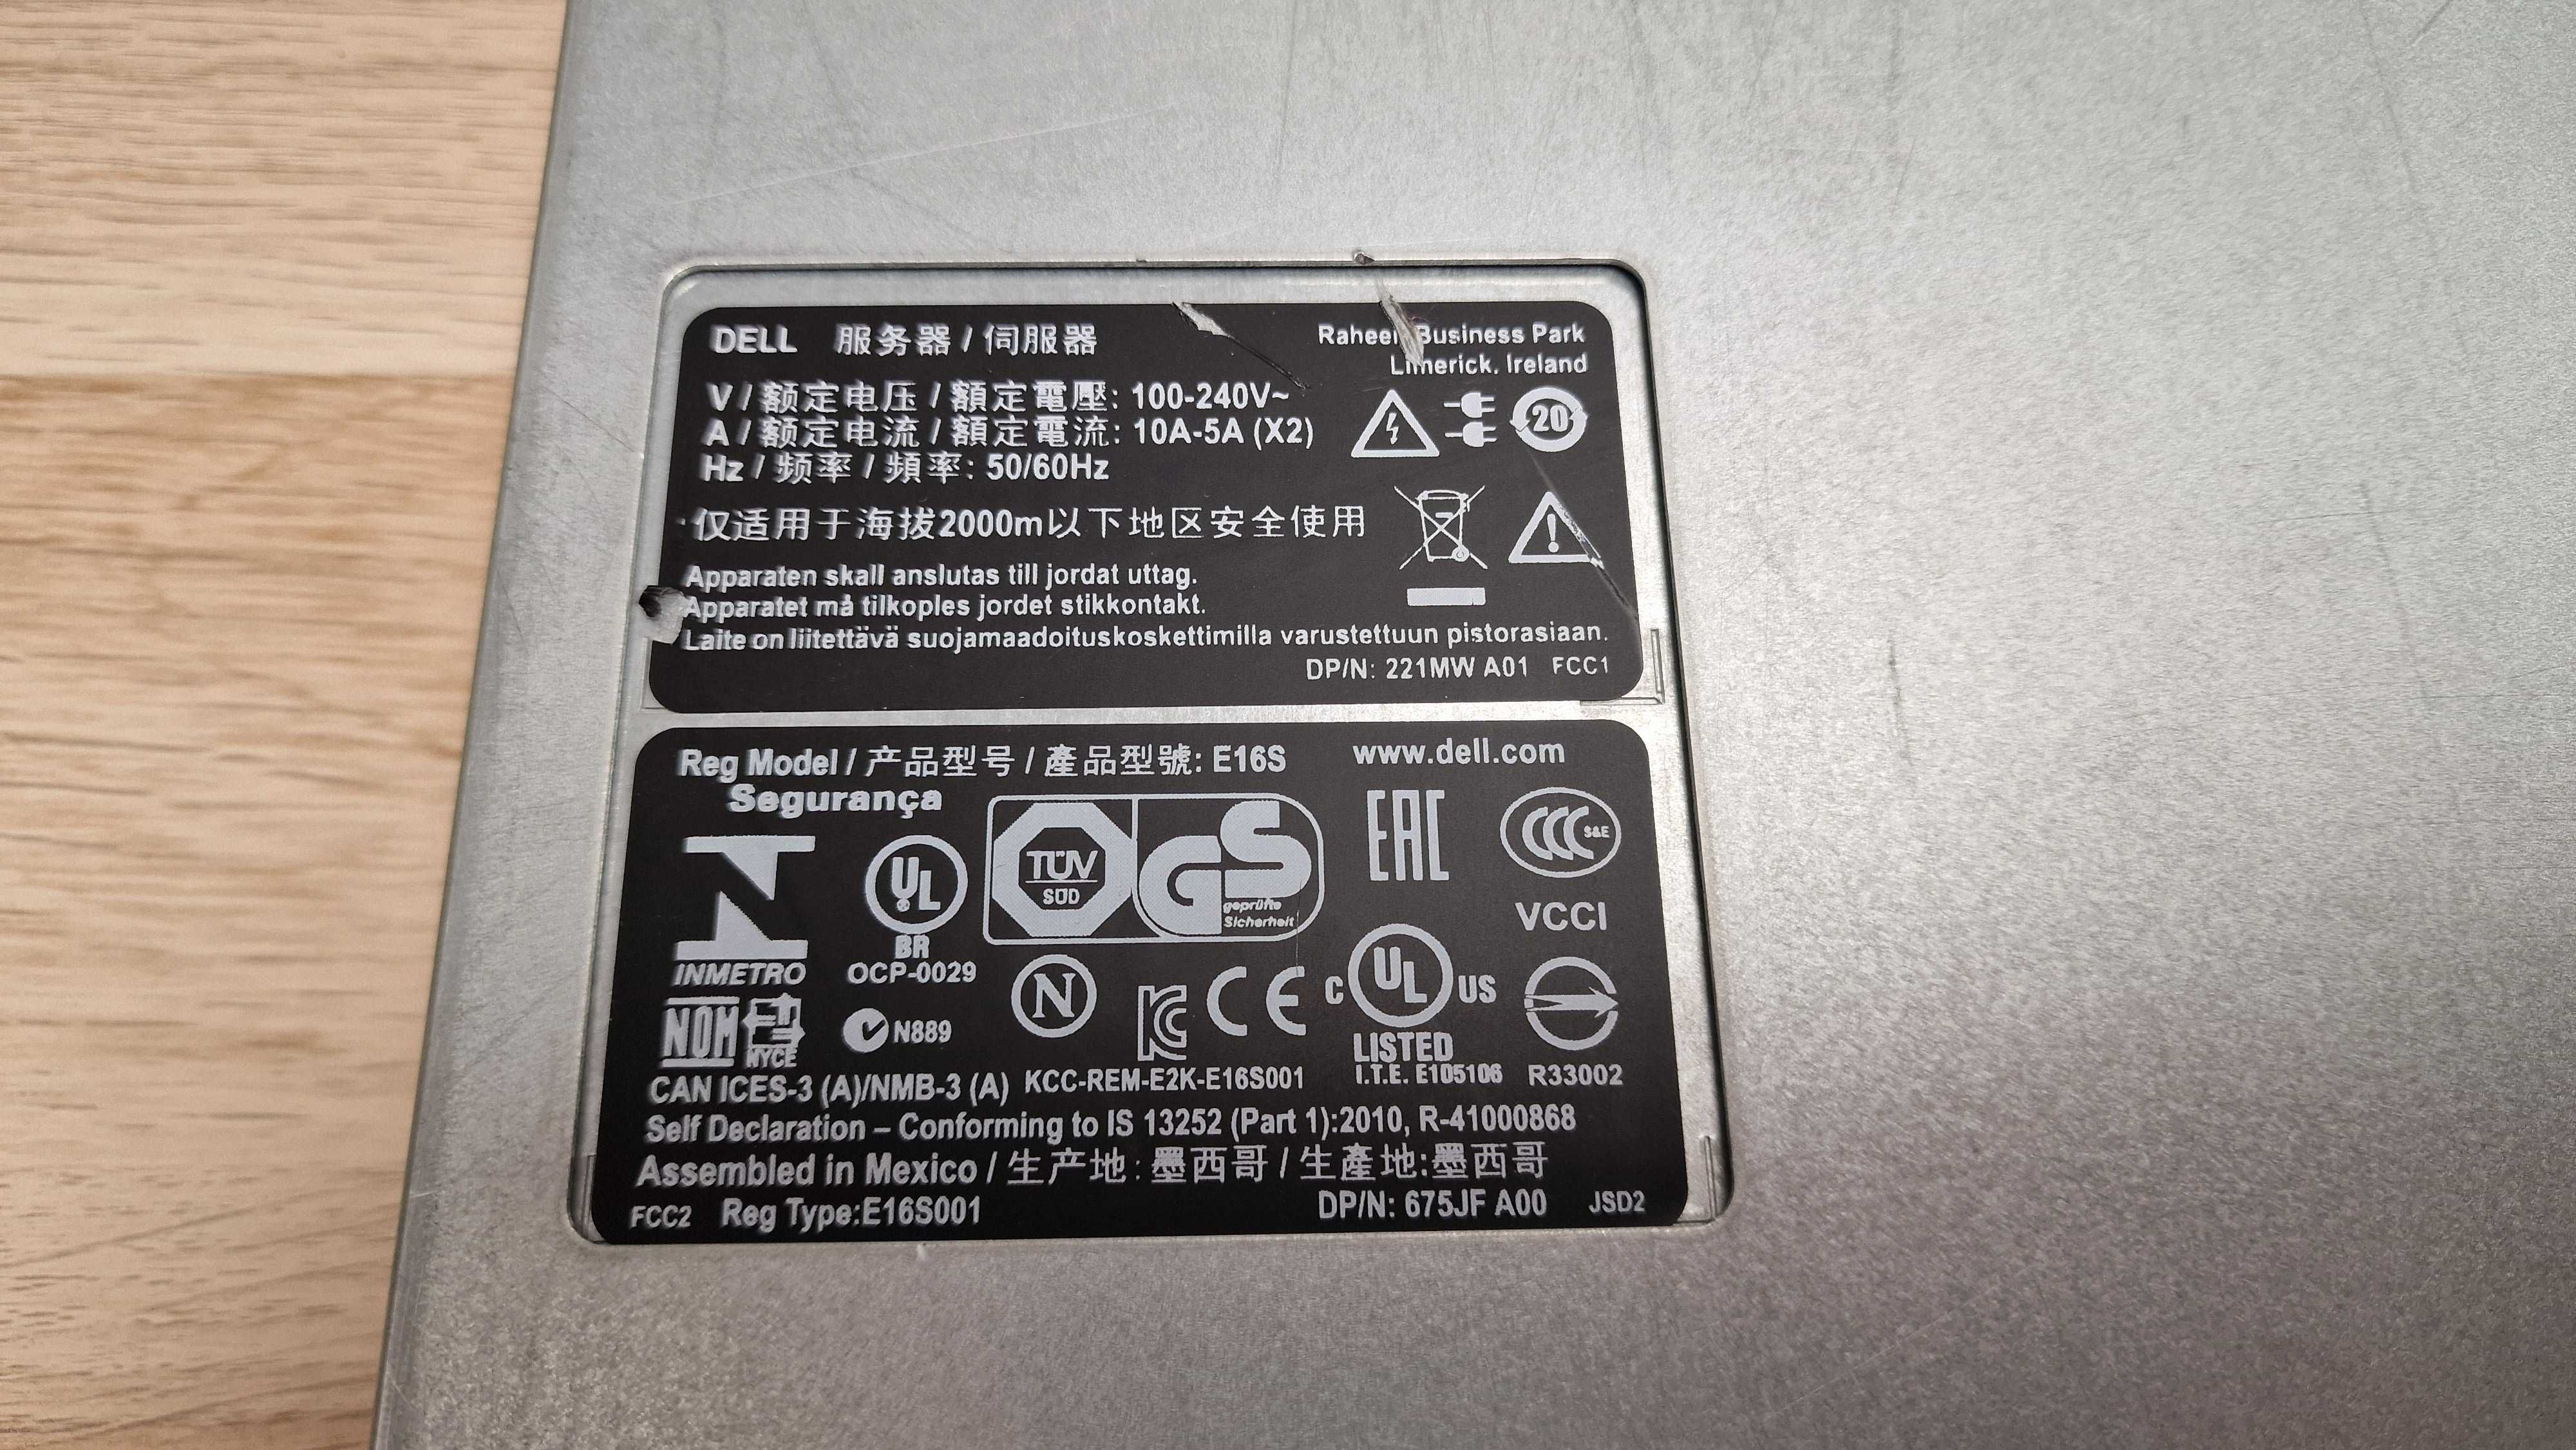 DELL 服务器 / 伺服器
Raheen Business Park
Limerick, Ireland
V / 额定电压 / 額定電壓: 100-240V~
A / 额定电流 / 額定電流: 10A-5A (X2)
Hz / 频率 / 頻率: 50/60Hz
20
仅适用于海拔2000m以下地区安全使用
Apparaten skall anslutas till jordat uttag.
Apparatet må tilkoples jordet stikkontakt.
Laite on liitettävä suojamaadoituskoskettimilla varustettuun pistorasiaan.
DP/N: 221MW A01 FCC1
Reg Model / 产品型号 / 產品型號: E16S
www.dell.com
Segurança
INMETRO
UL
BR
OCP-0029
TÜV
SÜD
GS
geprüfte
Sicherheit
EAC
CCC S&E
VCCI
NOM
NYCE
N889
N
KC
CE
C UL US
LISTED
I.T.E. E105106
R33002
CAN ICES-3 (A)/NMB-3 (A)
KCC-REM-E2K-E16S001
Self Declaration – Conforming to IS 13252 (Part 1):2010, R-41000868
Assembled in Mexico / 生产地: 墨西哥 / 生產地:墨西哥
FCC2 Reg Type:E16S001
DP/N: 675JF A00 JSD2